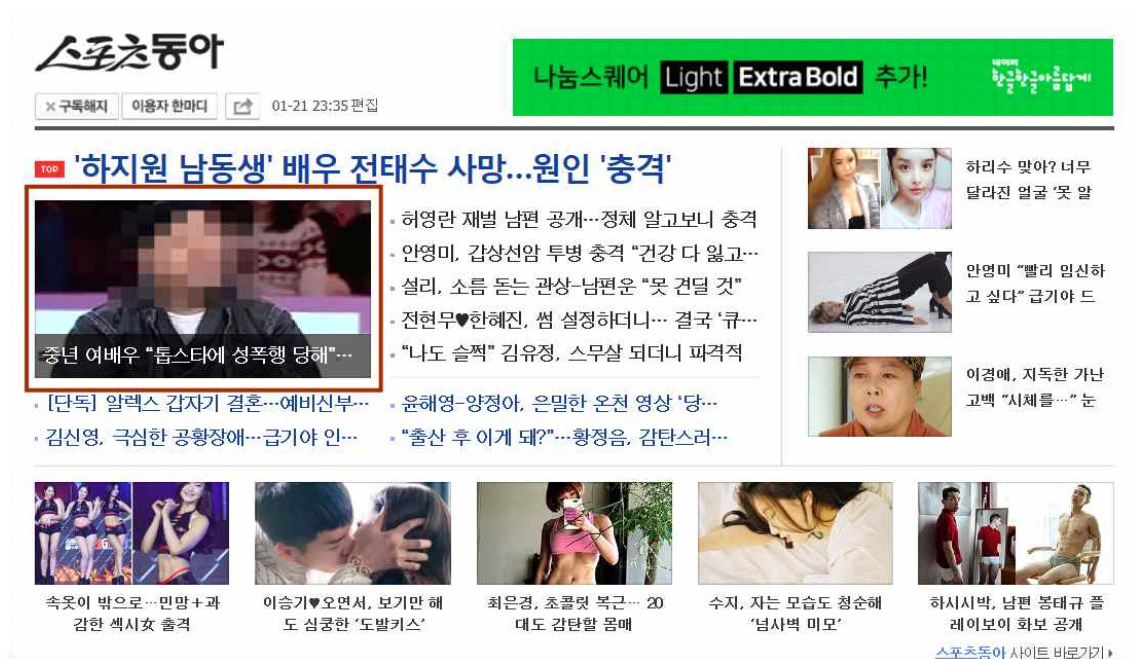 스포츠동아
나눔스퀘어 Light ExtraBold 추가!
네이버
한글한글아름답게
×구독해지 이용자 한마디 01-21 23:35 편집
TOP '하지원 남동생' 배우 전태수 사망...원인 '충격'
중년 여배우 “톱스타에 성폭행 당해”…
허영란 재벌 남편 공개…정체 알고보니 충격
안영미, 갑상선암 투병 충격 “건강 다 잃고…
설리, 소름 돋는 관상-남편운 “못 견딜 것”
전현무♥한혜진, 썸 설정하더니… 결국 ‘큐…
“나도 슬쩍” 김유정, 스무살 되더니 파격적
[단독] 알렉스 갑자기 결혼…예비신부…
김신영, 극심한 공황장애…급기야 인…
윤해영-양정아, 은밀한 온천 영상 ‘당…
“출산 후 이게 돼?”…황정음, 감탄스러…
하리수 맞아? 너무
달라진 얼굴 ‘못 알
안영미 “빨리 임신하
고 싶다” 급기야 드
이경애, 지독한 가난
고백 “시체를…” 눈
속옷이 밖으로…민망+과
감한 섹시女 출격
이승기♥오연서, 보기만 해
도 심쿵한 ‘도발키스’
최은경, 초콜릿 복근… 20
대도 감탄할 몸매
수지, 자는 모습도 청순해
‘넘사벽 미모’
하시시박, 남편 봉태규 플
레이보이 화보 공개
스포츠동아 사이트 바로가기